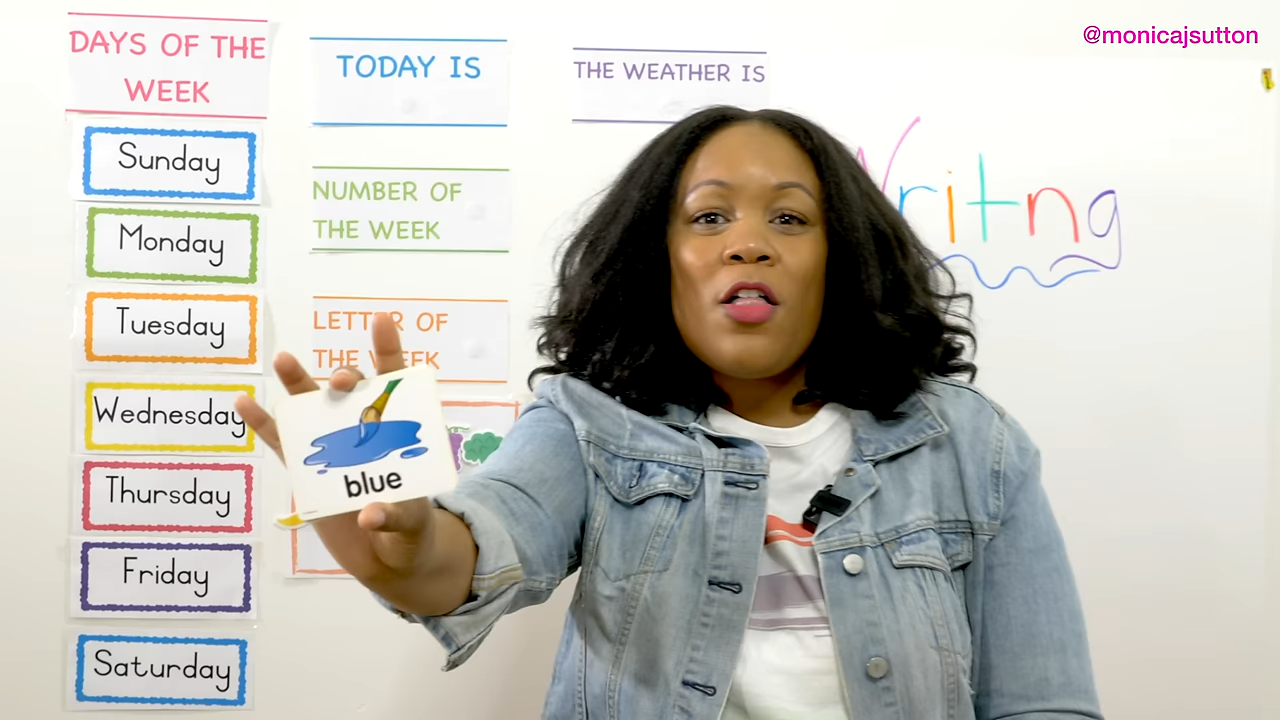 @monicajsutton
DAYS OF THE
WEEK
Sunday
Monday
Tuesday
Wednesday
Thursday
Friday
Saturday
TODAY IS
NUMBER OF
THE WEEK
LETTER OF
THE WEEK
THE WEATHER IS
Writng
blue